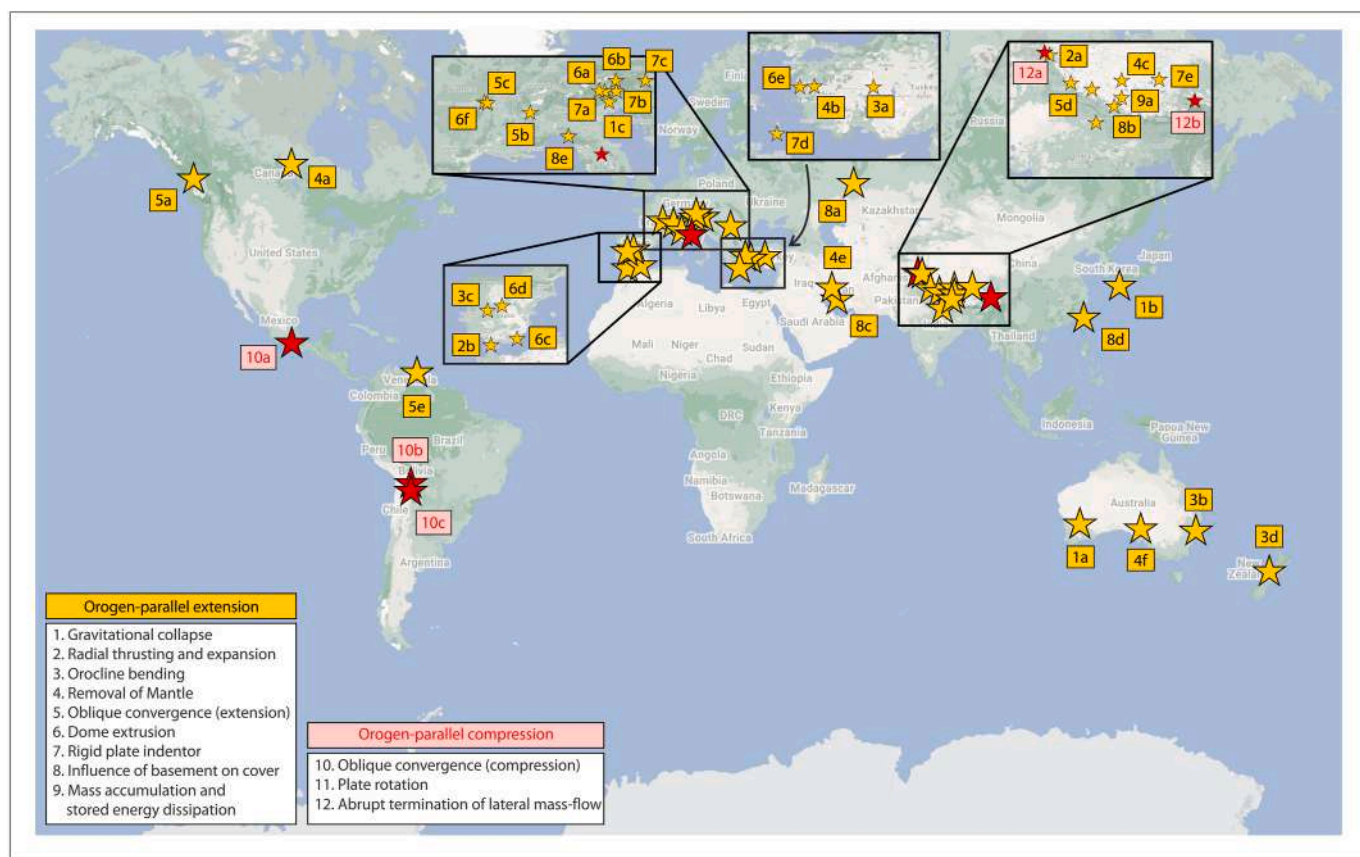 6b
7c
6a
5c
6e
2a
4c
7e
12a
7a
7b
4b
3a
5d
9a
6f
5b
1c
8b
12b
8e
7d
Finl
Sweden
Norway
Turkey
Russia
Canada
4a
5a
Poland
Germ
Ukraine
8a
Kazakhstan
Mongolia
United States
4e
China
Japan
South Korea
Afghani
Iraq
Iran
Pakistan
3c
6d
Algeria
Libya
Egypt
Saudi Arabia
8c
1b
Mexico
2b
6c
Mali
Niger
Chad
Sudan
Thailand
8d
10a
Venezuela
Colombia
Nigeria
Ethiopia
5e
DRC
Kenya
Tanzania
Indonesia
Papua New
Guinea
10b
Brazil
Peru
Bolivia
Angola
Namibia
Botswana
Madagascar
Australia
3b
Chile
10c
South Africa
1a
4f
3d
Argentina
New
Zealand
Orogen-parallel extension
1. Gravitational collapse
2. Radial thrusting and expansion
3. Orocline bending
4. Removal of Mantle
5. Oblique convergence (extension)
6. Dome extrusion
7. Rigid plate indentor
8. Influence of basement on cover
9. Mass accumulation and
stored energy dissipation
Orogen-parallel compression
10. Oblique convergence (compression)
11. Plate rotation
12. Abrupt termination of lateral mass-flow